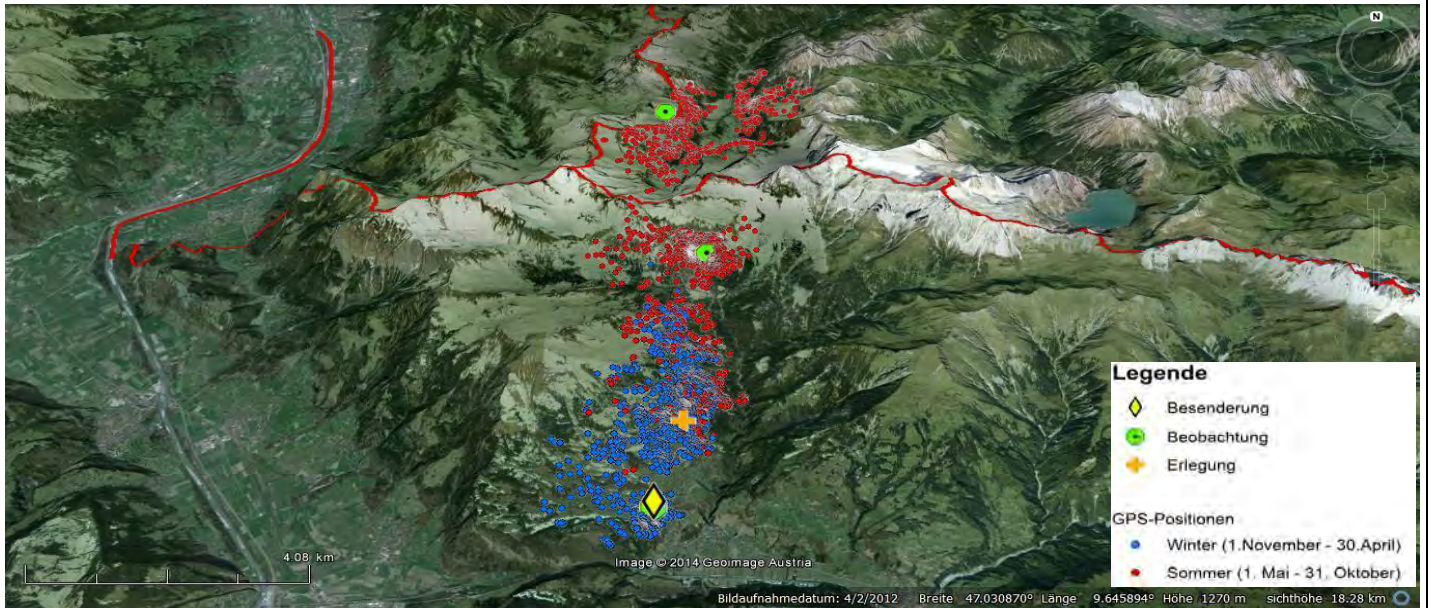 N
Legende
Besenderung
Beobachtung
Erlegung
GPS-Positionen
Winter (1.November - 30.April)
Sommer (1. Mai - 31. Oktober)
4.08 km
Image © 2014 Geoimage Austria
Bildaufnahmedatum: 4/2/2012 Breite 47.030870° Länge 9.645894° Höhe 1270 m sichthöhe 18.28 km